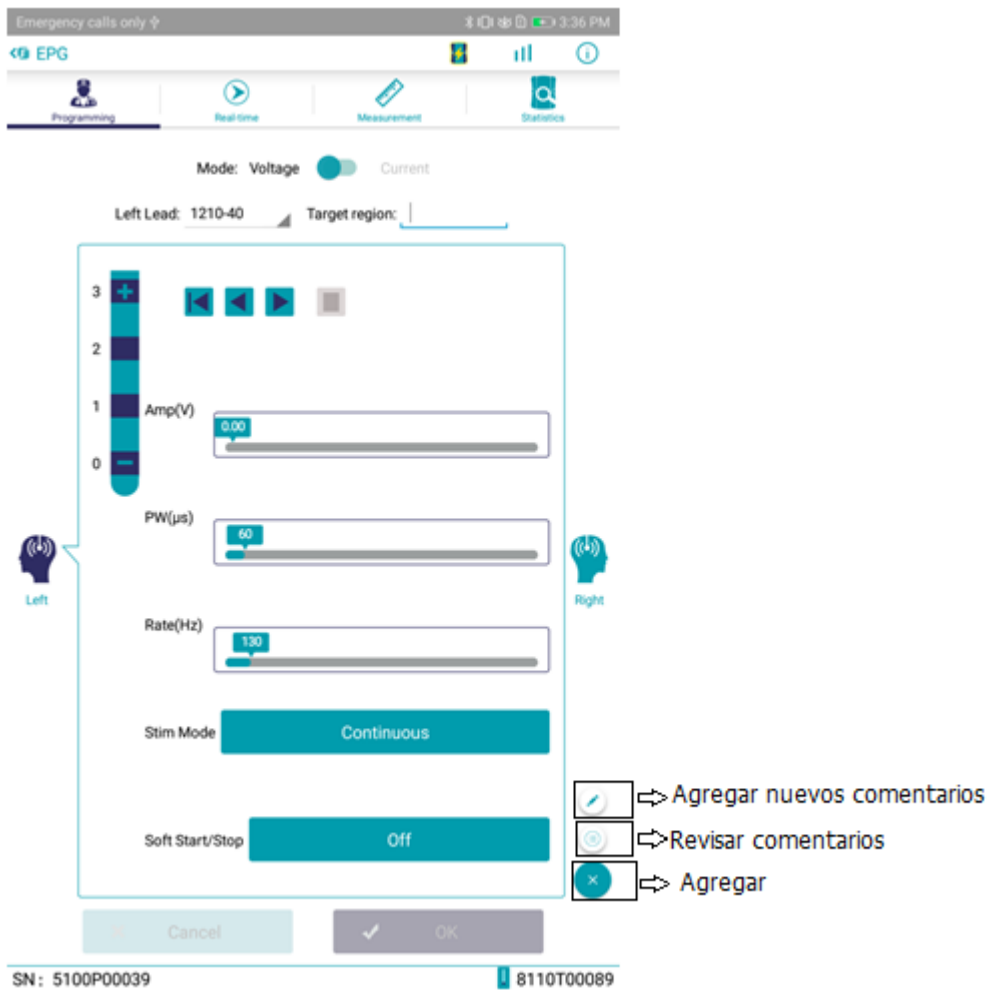 Emergency calls only 3:36 PM
EPG
Programming Real-time Measurement Statistics
Mode: Voltage Current
Left Lead: 1210-40 Target region:
3 +
2
1
Amp(V)
0.00
0 −
PW(µs)
60
Left
Right
Rate(Hz)
130
Stim Mode Continuous
Agregar nuevos comentarios
Soft Start/Stop Off
Revisar comentarios
Agregar
Cancel OK
SN: 5100P00039 8110T00089